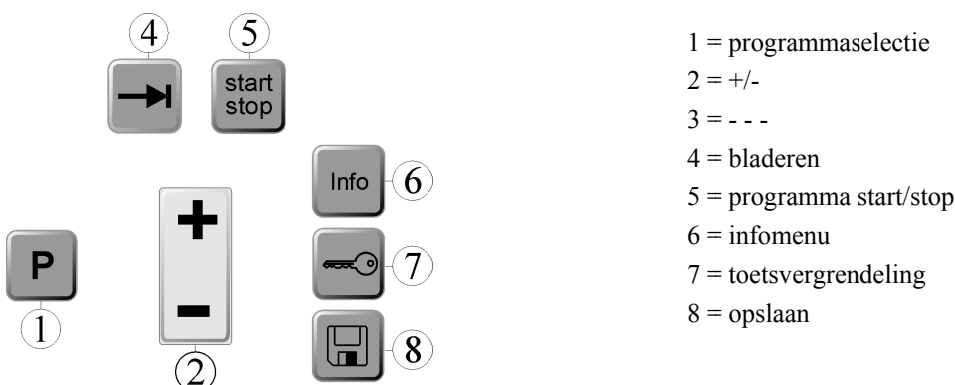 4
5
start
stop
Info
6
+
P
7
−
1
2
8
1 = programmaselectie
2 = +/-
3 = - - -
4 = bladeren
5 = programma start/stop
6 = infomenu
7 = toetsvergrendeling
8 = opslaan